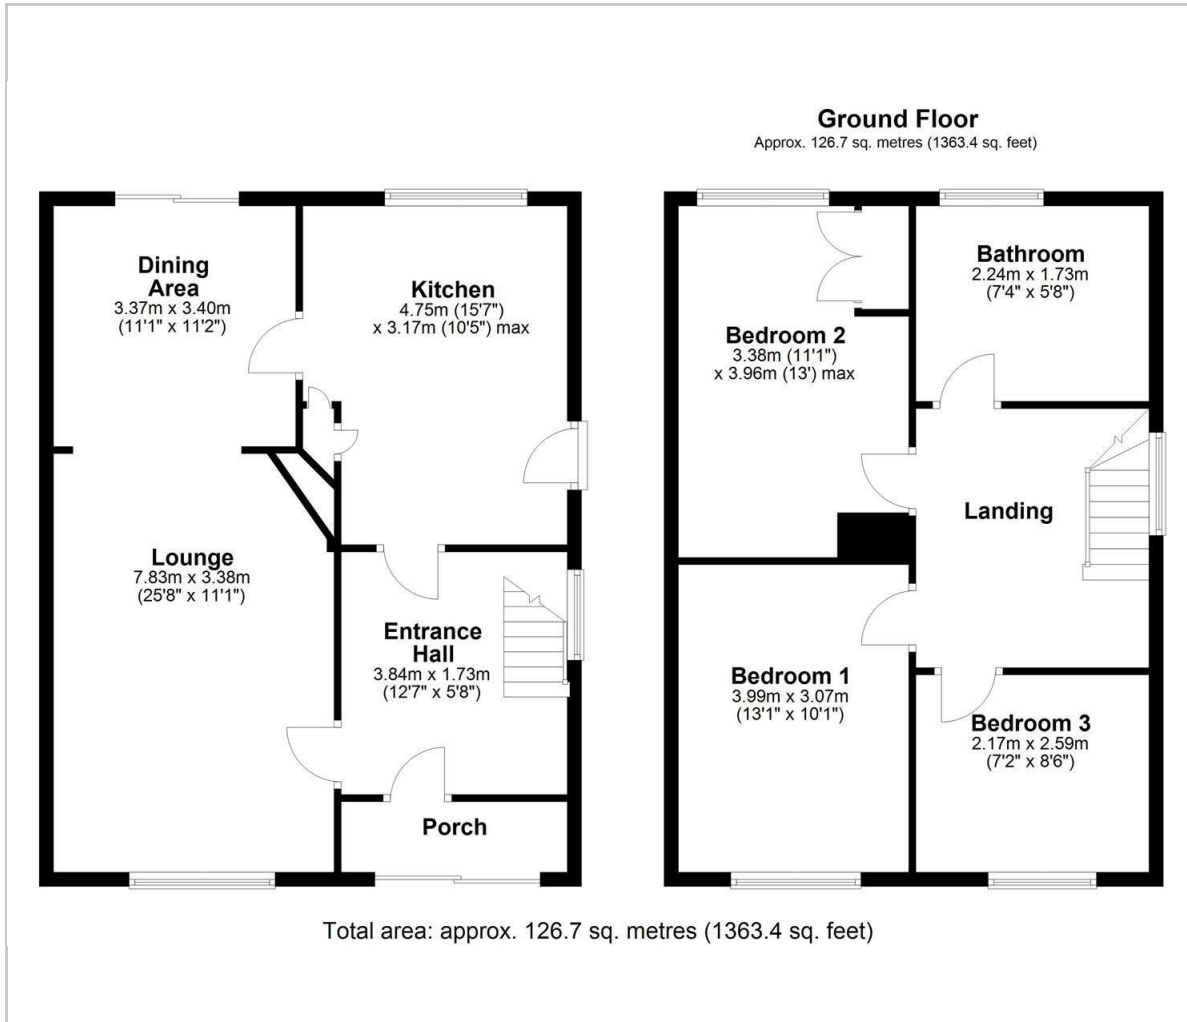 Ground Floor
Approx. 126.7 sq. metres (1363.4 sq. feet)
Dining
Area
3.37m x 3.40m
(11'1" x 11'2")
Kitchen
4.75m (15'7")
x 3.17m (10'5") max
Lounge
7.83m x 3.38m
(25'8" x 11'1")
Entrance
Hall
3.84m x 1.73m
(12'7" x 5'8")
Porch
Bedroom 2
3.38m (11'1")
x 3.96m (13') max
Bathroom
2.24m x 1.73m
(7'4" x 5'8")
Landing
Bedroom 1
3.99m x 3.07m
(13'1" x 10'1")
Bedroom 3
2.17m x 2.59m
(7'2" x 8'6")
Total area: approx. 126.7 sq. metres (1363.4 sq. feet)